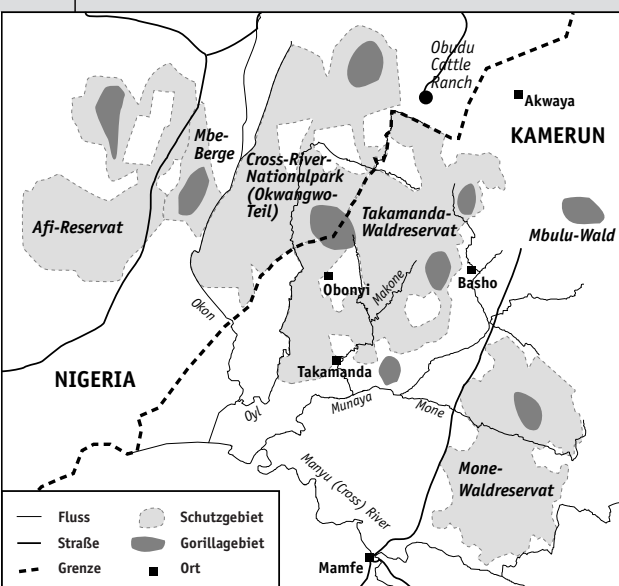 Obudu
Cattle
Ranch
Akwaya
KAMERUN
Mbe-
Berge
Cross-River-
Nationalpark
(Okwangwo-
Teil)
Takamanda-
Waldreservat
Afi-Reservat
Mbulu-Wald
Okon
Obonyi
Makone
Basho
NIGERIA
Takamanda
Oyl
Munaya
Mone
Manyu (Cross) River
Mone-
Waldreservat
Mamfe
Fluss
Schutzgebiet
Straße
Gorillagebiet
Grenze
Ort